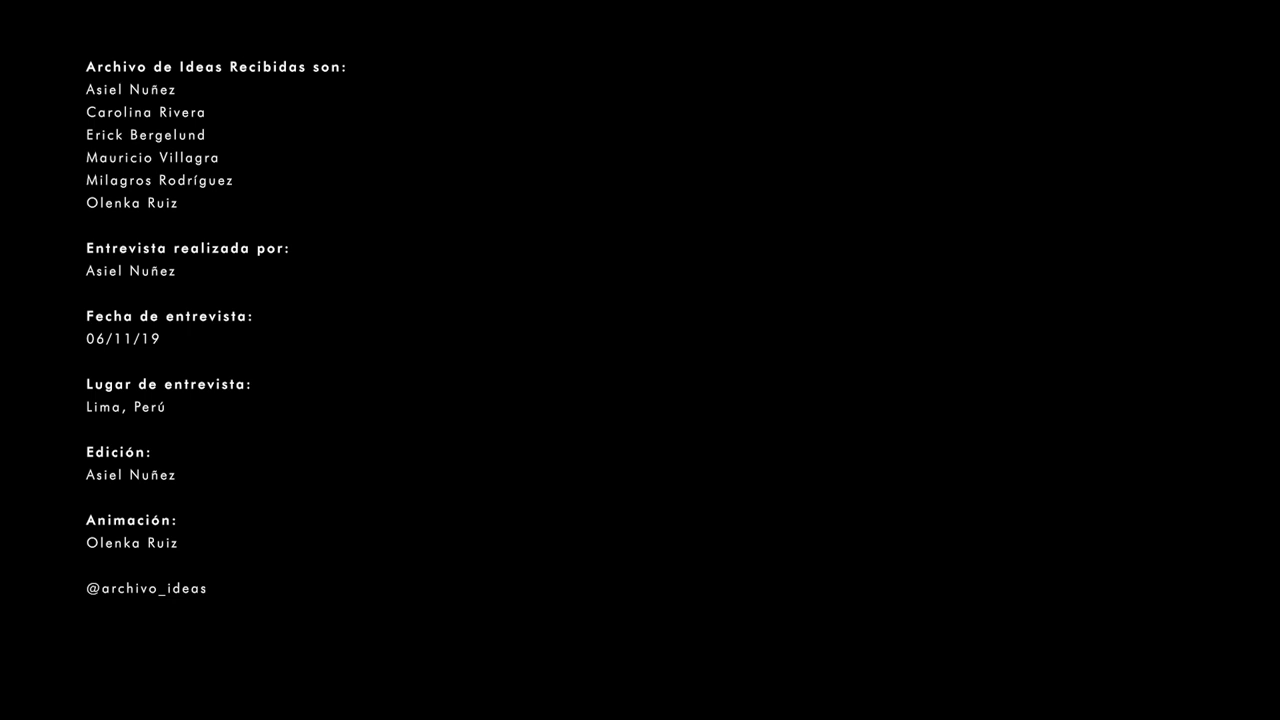 Archivo de Ideas Recibidas son:
Asiel Nuñez
Carolina Rivera
Erick Bergelund
Mauricio Villagra
Milagros Rodríguez
Olenka Ruiz
Entrevista realizada por:
Asiel Nuñez
Fecha de entrevista:
06/11/19
Lugar de entrevista:
Lima, Perú
Edición:
Asiel Nuñez
Animación:
Olenka Ruiz
@archivo_ideas